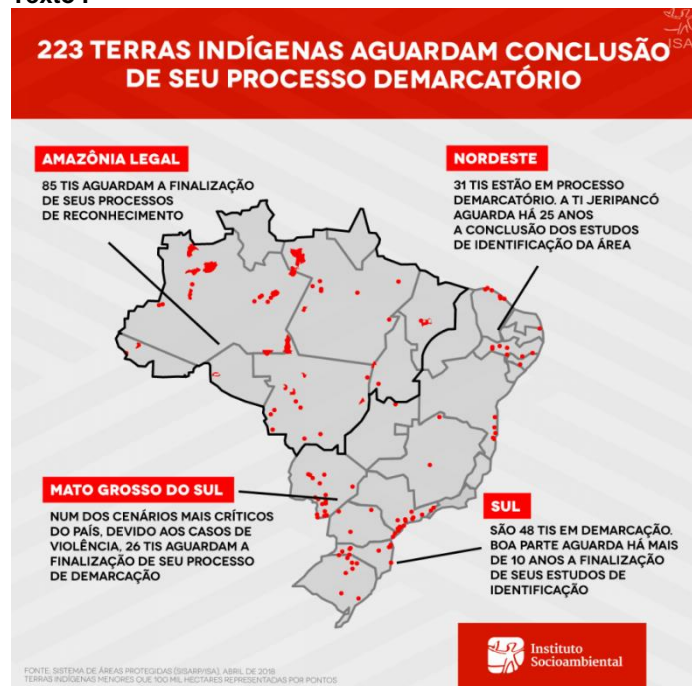 223 TERRAS INDÍGENAS AGUARDAM CONCLUSÃO
DE SEU PROCESSO DEMARCATÓRIO
ISA
AMAZÔNIA LEGAL
85 TIS AGUARDAM A FINALIZAÇÃO
DE SEUS PROCESSOS
DE RECONHECIMENTO
NORDESTE
31 TIS ESTÃO EM PROCESSO
DEMARCATÓRIO. A TI JERIPANCÓ
AGUARDA HÁ 25 ANOS
A CONCLUSÃO DOS ESTUDOS
DE IDENTIFICAÇÃO DA ÁREA
MATO GROSSO DO SUL
NUM DOS CENÁRIOS MAIS CRÍTICOS
DO PAÍS, DEVIDO AOS CASOS DE
VIOLÊNCIA, 26 TIS AGUARDAM A
FINALIZAÇÃO DE SEU PROCESSO
DE DEMARCAÇÃO
SUL
SÃO 48 TIS EM DEMARCAÇÃO.
BOA PARTE AGUARDA HÁ MAIS
DE 10 ANOS A FINALIZAÇÃO
DE SEUS ESTUDOS DE
IDENTIFICAÇÃO
Instituto
Socioambiental
FONTE: SISTEMA DE ÁREAS PROTEGIDAS (SISARP/ISA), ABRIL DE 2018.
TERRAS INDÍGENAS MENORES QUE 100 MIL HECTARES REPRESENTADAS POR PONTOS